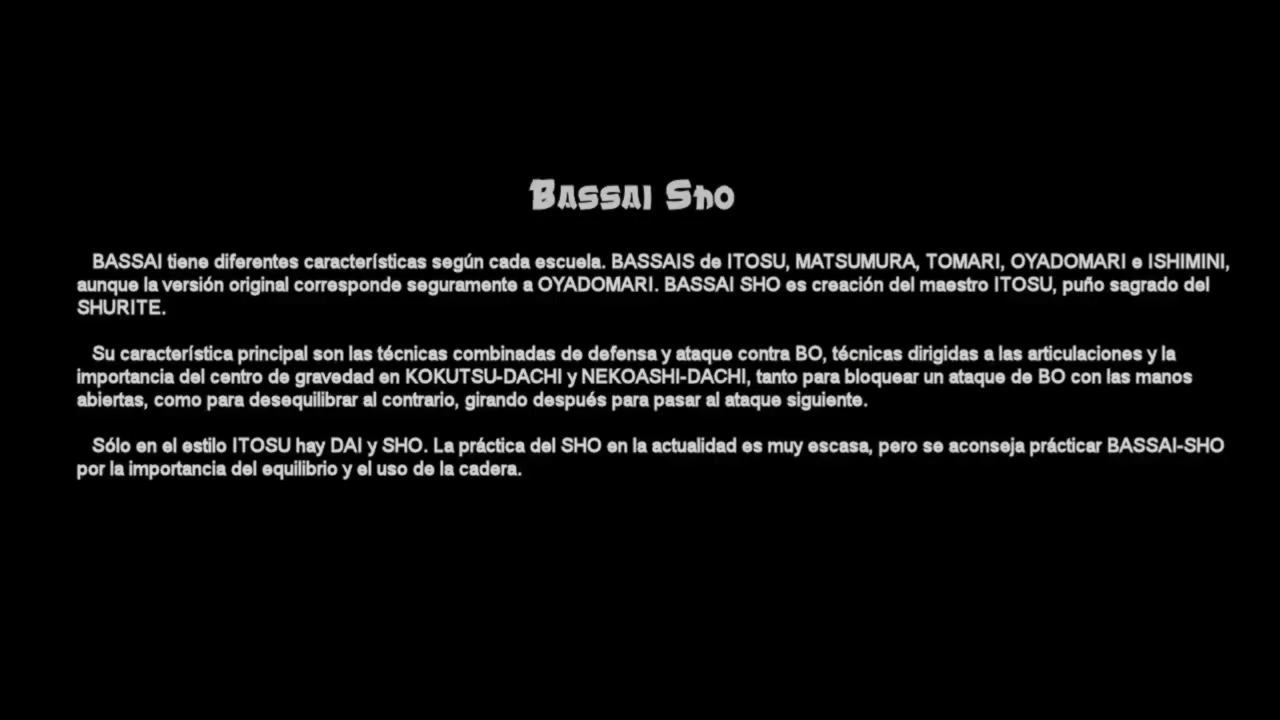 Bassai Sho
BASSAI tiene diferentes características según cada escuela. BASSAIS de ITOSU, MATSUMURA, TOMARI, OYADOMARI e ISHIMINI,
aunque la versión original corresponde seguramente a OYADOMARI. BASSAI SHO es creación del maestro ITOSU, puño sagrado del
SHURITE.
Su característica principal son las técnicas combinadas de defensa y ataque contra BO, técnicas dirigidas a las articulaciones y la
importancia del centro de gravedad en KOKUTSU-DACHI y NEKOASHI-DACHI, tanto para bloquear un ataque de BO con las manos
abiertas, como para desequilibrar al contrario, girando después para pasar al ataque siguiente.
Sólo en el estilo ITOSU hay DAI y SHO. La práctica del SHO en la actualidad es muy escasa, pero se aconseja prácticar BASSAI-SHO
por la importancia del equilibrio y el uso de la cadera.